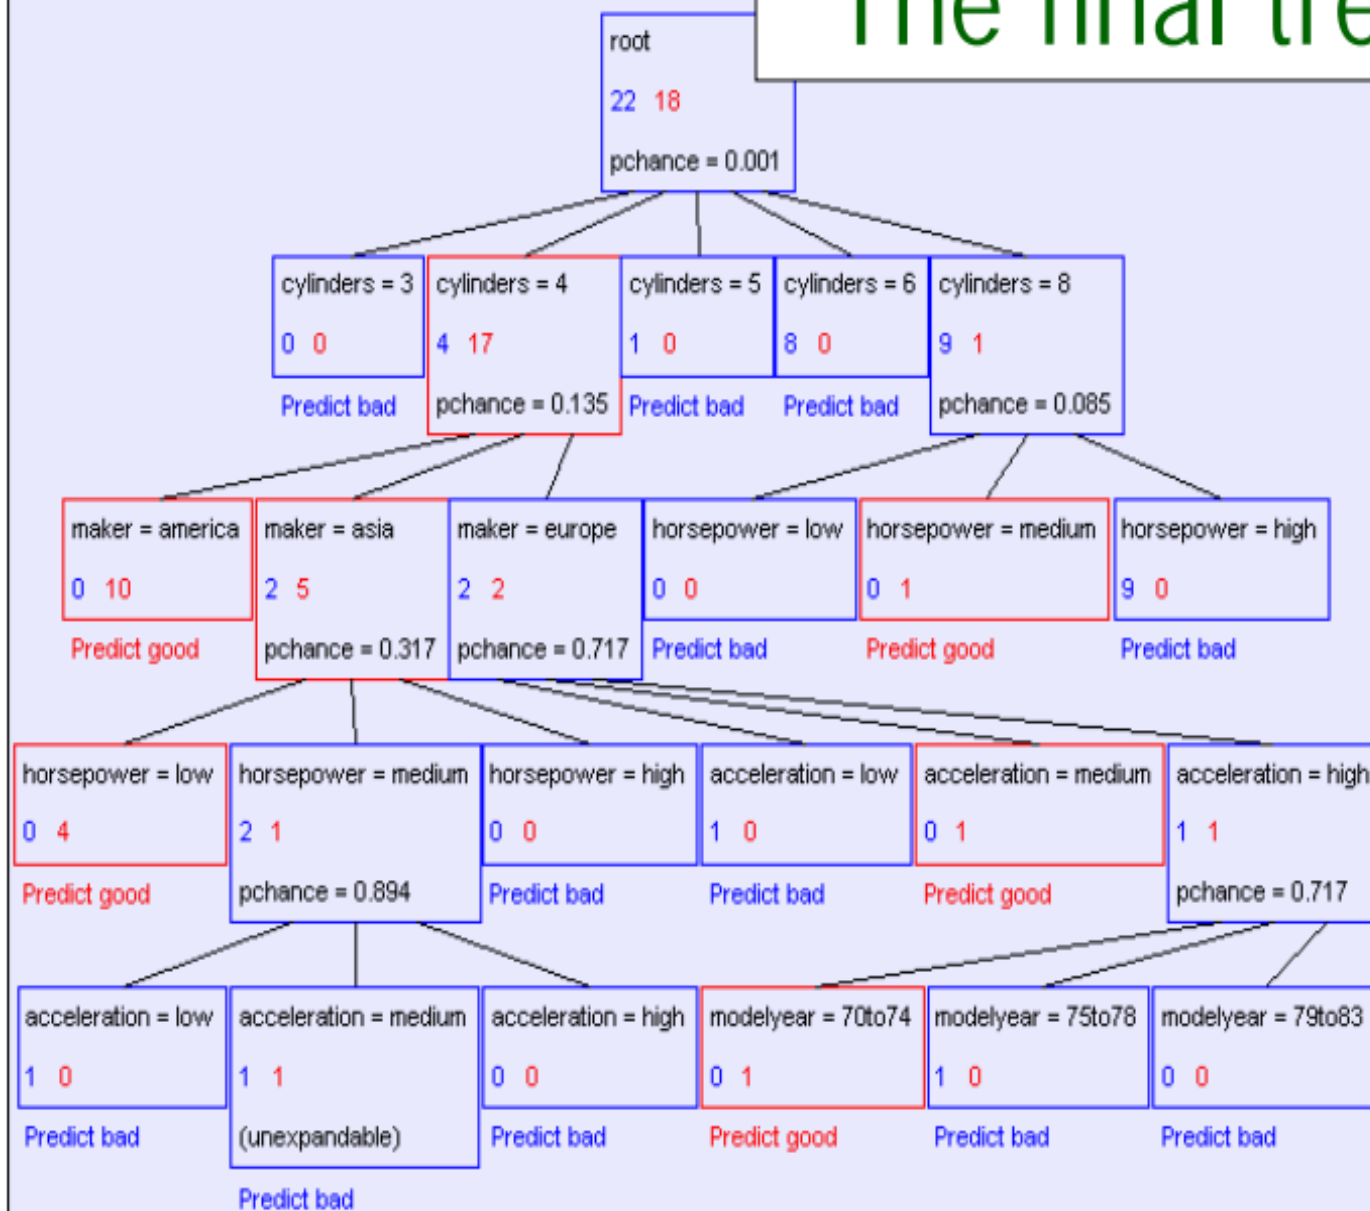 The final tre
root
22 18
pchance = 0.001
cylinders = 3
0 0
Predict bad
cylinders = 4
4 17
pchance = 0.135
cylinders = 5
1 0
Predict bad
cylinders = 6
8 0
Predict bad
cylinders = 8
9 1
pchance = 0.085
maker = america
0 10
Predict good
maker = asia
2 5
pchance = 0.317
maker = europe
2 2
pchance = 0.717
horsepower = low
0 0
Predict bad
horsepower = medium
0 1
Predict good
horsepower = high
9 0
Predict bad
horsepower = low
0 4
Predict good
horsepower = medium
2 1
pchance = 0.894
horsepower = high
0 0
Predict bad
acceleration = low
1 0
Predict bad
acceleration = medium
0 1
Predict good
acceleration = high
1 1
pchance = 0.717
acceleration = low
1 0
Predict bad
acceleration = medium
1 1
(unexpandable)
Predict bad
acceleration = high
0 0
Predict bad
modelyear = 70to74
0 1
Predict good
modelyear = 75to78
1 0
Predict bad
modelyear = 79to83
0 0
Predict bad